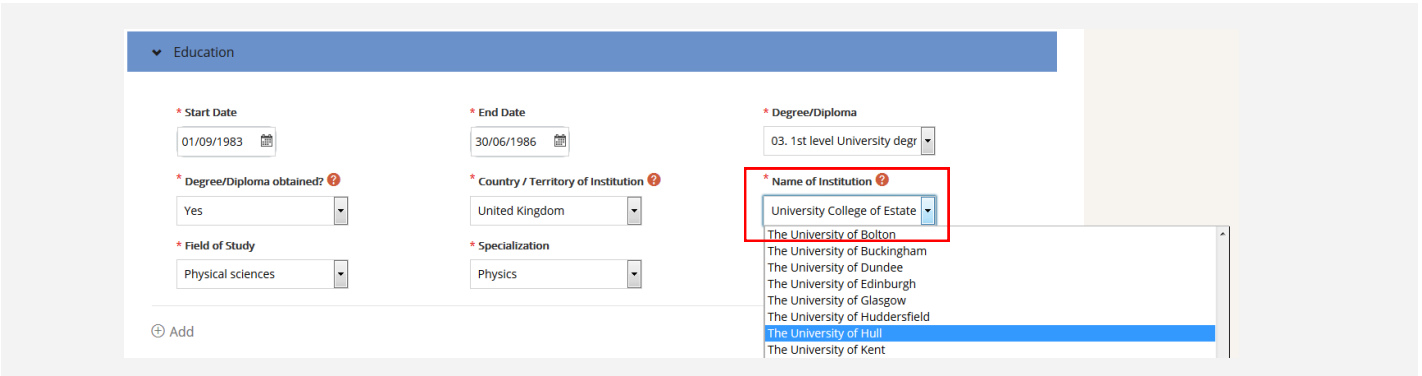 Education
* Start Date * End Date * Degree/Diploma
01/09/1983 30/06/1986 03. 1st level University degr
* Degree/Diploma obtained? ? * Country / Territory of Institution ? * Name of Institution ?
Yes United Kingdom University College of Estate
* Field of Study * Specialization
Physical sciences Physics
The University of Bolton
The University of Buckingham
The University of Dundee
The University of Edinburgh
The University of Glasgow
The University of Huddersfield
The University of Hull
The University of Kent
Add